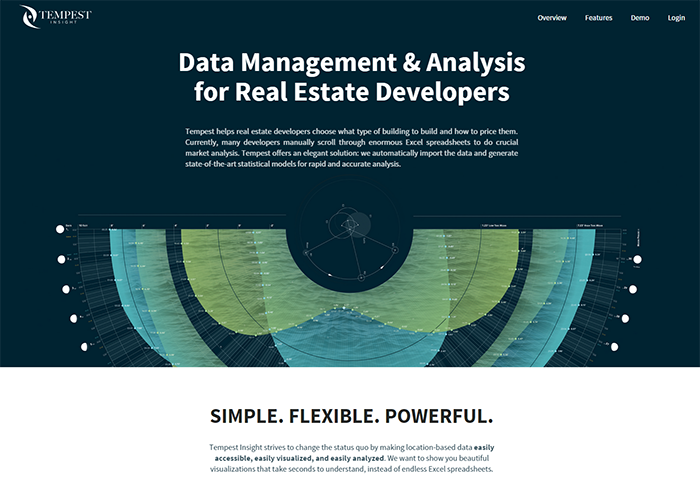 TEMPEST
INSIGHT
Overview Features Demo Login
Data Management & Analysis
for Real Estate Developers
Tempest helps real estate developers choose what type of building to build and how to price them.
Currently, many developers manually scroll through enormous Excel spreadsheets to do crucial
market analysis. Tempest offers an elegant solution: we automatically import the data and generate
state-of-the-art statistical models for rapid and accurate analysis.
SIMPLE. FLEXIBLE. POWERFUL.
Tempest Insight strives to change the status quo by making location-based data easily
accessible, easily visualized, and easily analyzed. We want to show you beautiful
visualizations that take seconds to understand, instead of endless Excel spreadsheets.